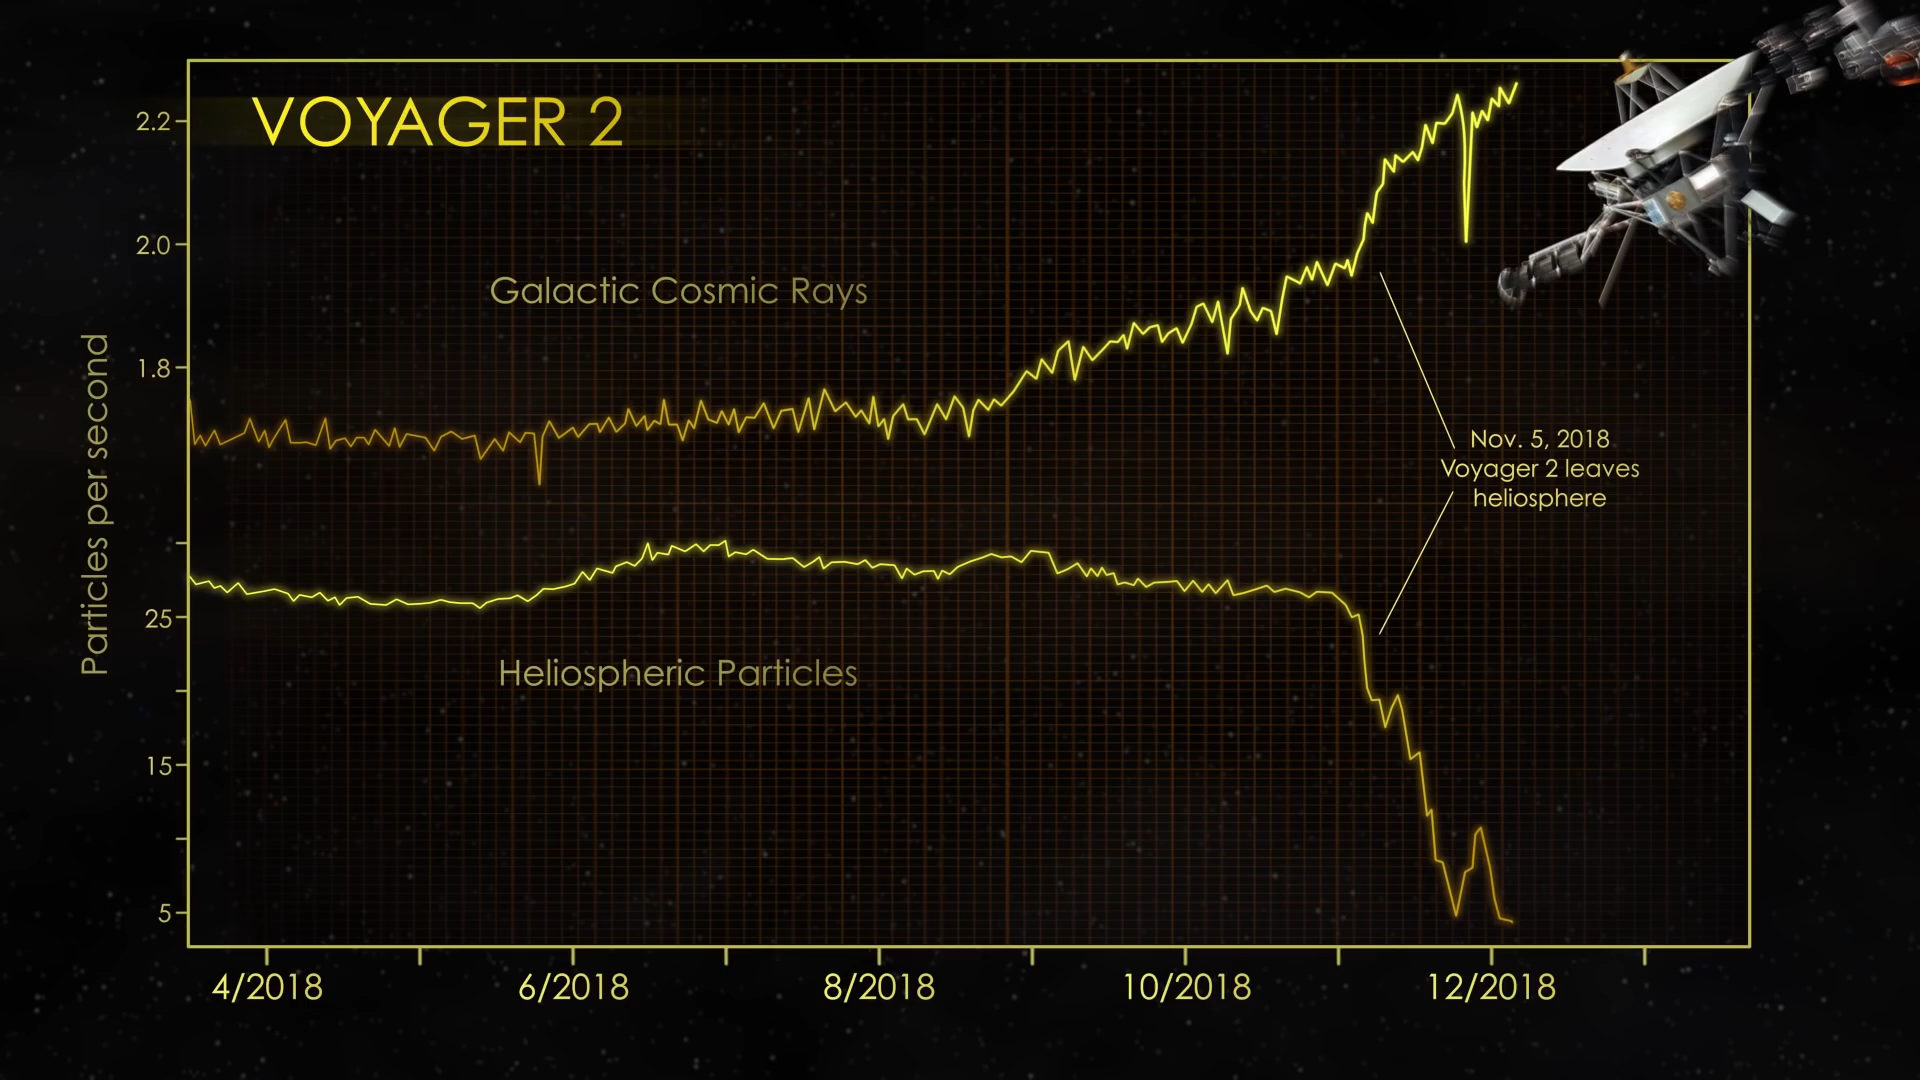 VOYAGER 2
2.2
2.0
Galactic Cosmic Rays
1.8
Particles per second
Nov. 5, 2018
Voyager 2 leaves
heliosphere
25
Heliospheric Particles
15
5
4/2018 6/2018 8/2018 10/2018 12/2018